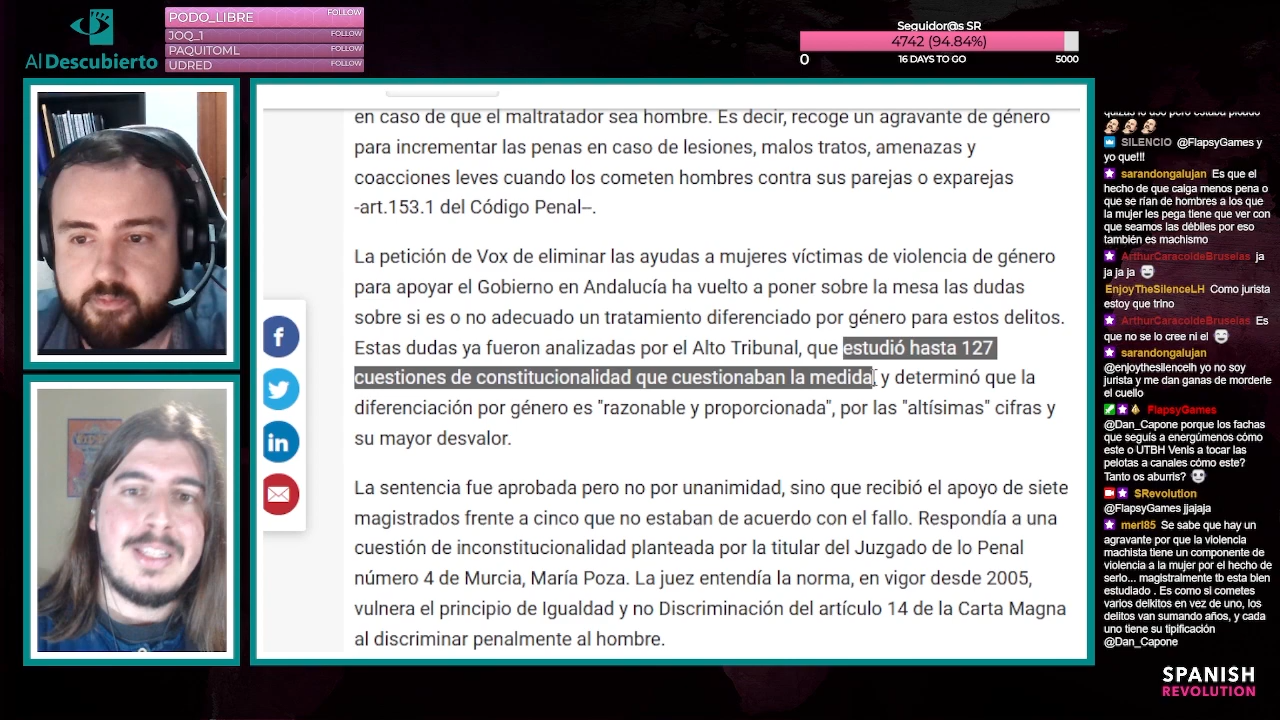 PODO_LIBRE FOLLOW
JOQ_1 FOLLOW
PAQUITOML FOLLOW
UDRED FOLLOW
Al Descubierto
Seguidor@s SR
4742 (94.84%)
0 16 DAYS TO GO 5000
en caso de que el maltratador sea hombre. Es decir, recoge un agravante de género
para incrementar las penas en caso de lesiones, malos tratos, amenazas y
coacciones leves cuando los cometen hombres contra sus parejas o exparejas
-art.153.1 del Código Penal–.
La petición de Vox de eliminar las ayudas a mujeres víctimas de violencia de género
para apoyar el Gobierno en Andalucía ha vuelto a poner sobre la mesa las dudas
sobre si es o no adecuado un tratamiento diferenciado por género para estos delitos.
Estas dudas ya fueron analizadas por el Alto Tribunal, que estudió hasta 127
cuestiones de constitucionalidad que cuestionaban la medida y determinó que la
diferenciación por género es "razonable y proporcionada", por las "altísimas" cifras y
su mayor desvalor.
La sentencia fue aprobada pero no por unanimidad, sino que recibió el apoyo de siete
magistrados frente a cinco que no estaban de acuerdo con el fallo. Respondía a una
cuestión de inconstitucionalidad planteada por la titular del Juzgado de lo Penal
número 4 de Murcia, María Poza. La juez entendía la norma, en vigor desde 2005,
vulnera el principio de Igualdad y no Discriminación del artículo 14 de la Carta Magna
al discriminar penalmente al hombre.
f
in
SILENCIO @FlapsyGames y
yo que!!!
sarandongalujan Es que el
hecho de que caiga menos pena o
que se rían de hombres a los que
la mujer les pega tiene que ver con
que seamos las débiles por eso
también es machismo
ArthurCaracoldeBruselas ja
ja ja ja
EnjoyTheSilenceLH Como jurista
estoy que trino
ArthurCaracoldeBruselas Es
que no se lo cree ni el
sarandongalujan
@enjoythesilencelh yo no soy
jurista y me dan ganas de morderle
el cuello
FlapsyGames
@Dan_Capone porque los fachas
que seguís a energúmenos cómo
este o UTBH Venís a tocar las
pelotas a canales cómo este?
Tanto os aburrís?
SRevolution
@FlapsyGames jjajaja
merl85 Se sabe que hay un
agravante por que la violencia
machista tiene un componente de
violencia a la mujer por el hecho de
serlo... magistralmente tb esta bien
estudiado . Es como si cometes
varios delkitos en vez de uno, los
delitos van sumando años, y cada
uno tiene su tipificación
@Dan_Capone
SPANISH
REVOLUTION